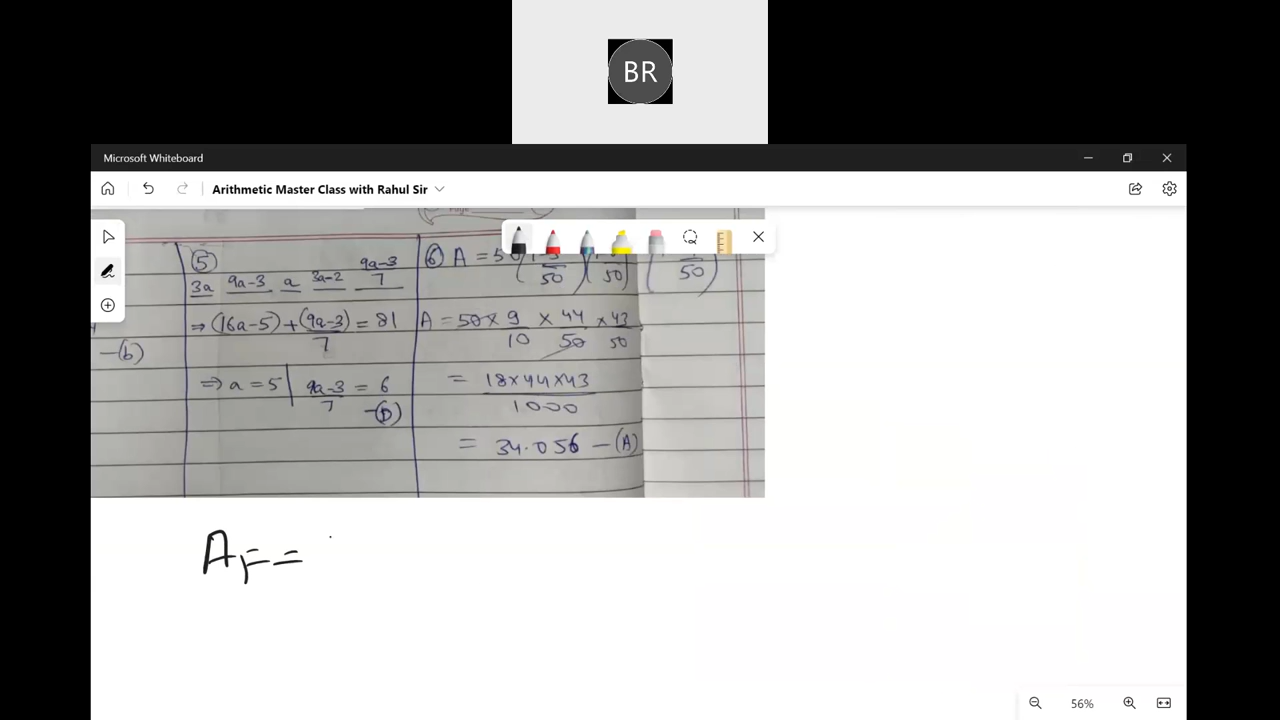 BR
Microsoft Whiteboard
Arithmetic Master Class with Rahul Sir
-(b)
⑤
3a 9a-3 a 3a-2 9a-3/7
⇒ (16a-5) + (9a-3)/7 = 81
⇒ a = 5 | 9a-3/7 = 6
-(D)
⑥ A = 50
50 50 50
A = 50 × 9/10 × 44/50 × 43/50
= 18×44×43/1000
= 34.056 -(A)
A_F =
56%